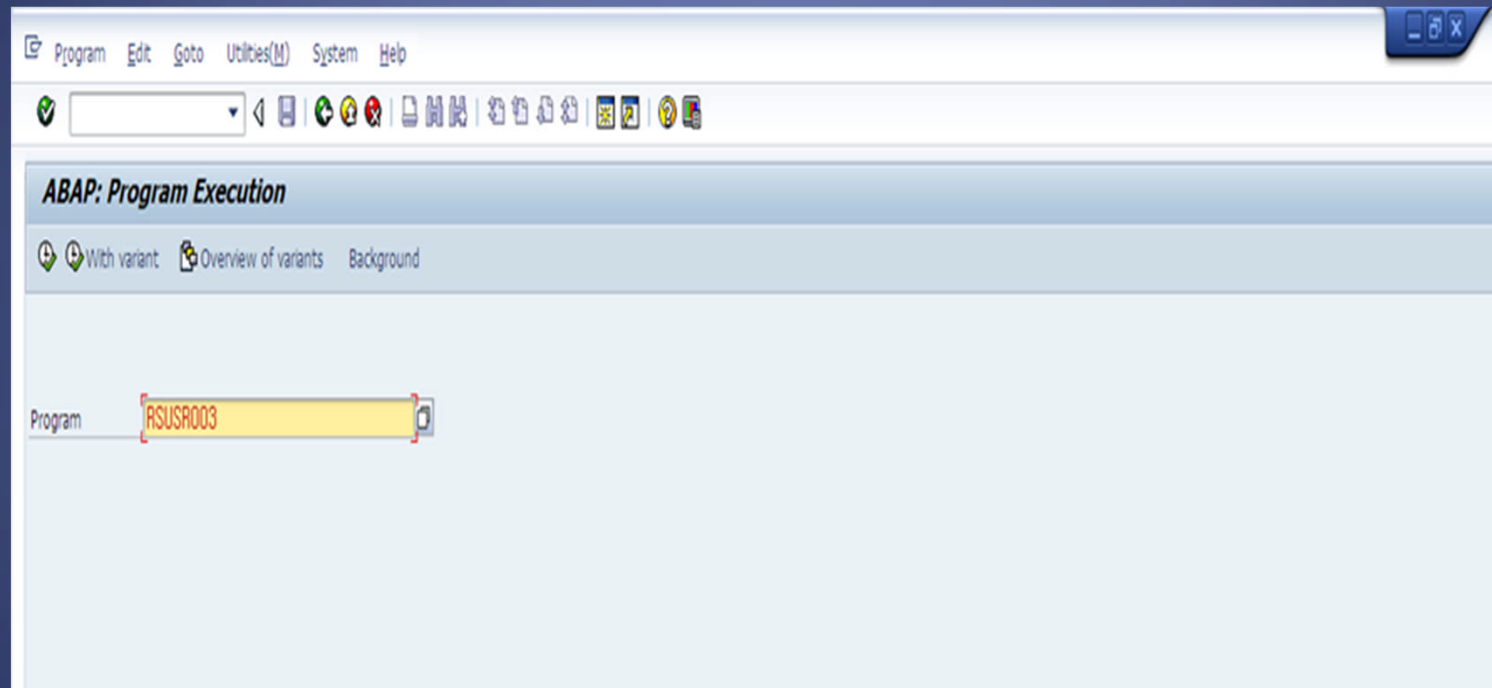 Program Edit Goto Utilities(M) System Help
ABAP: Program Execution
With variant Overview of variants Background
Program RSUSR003